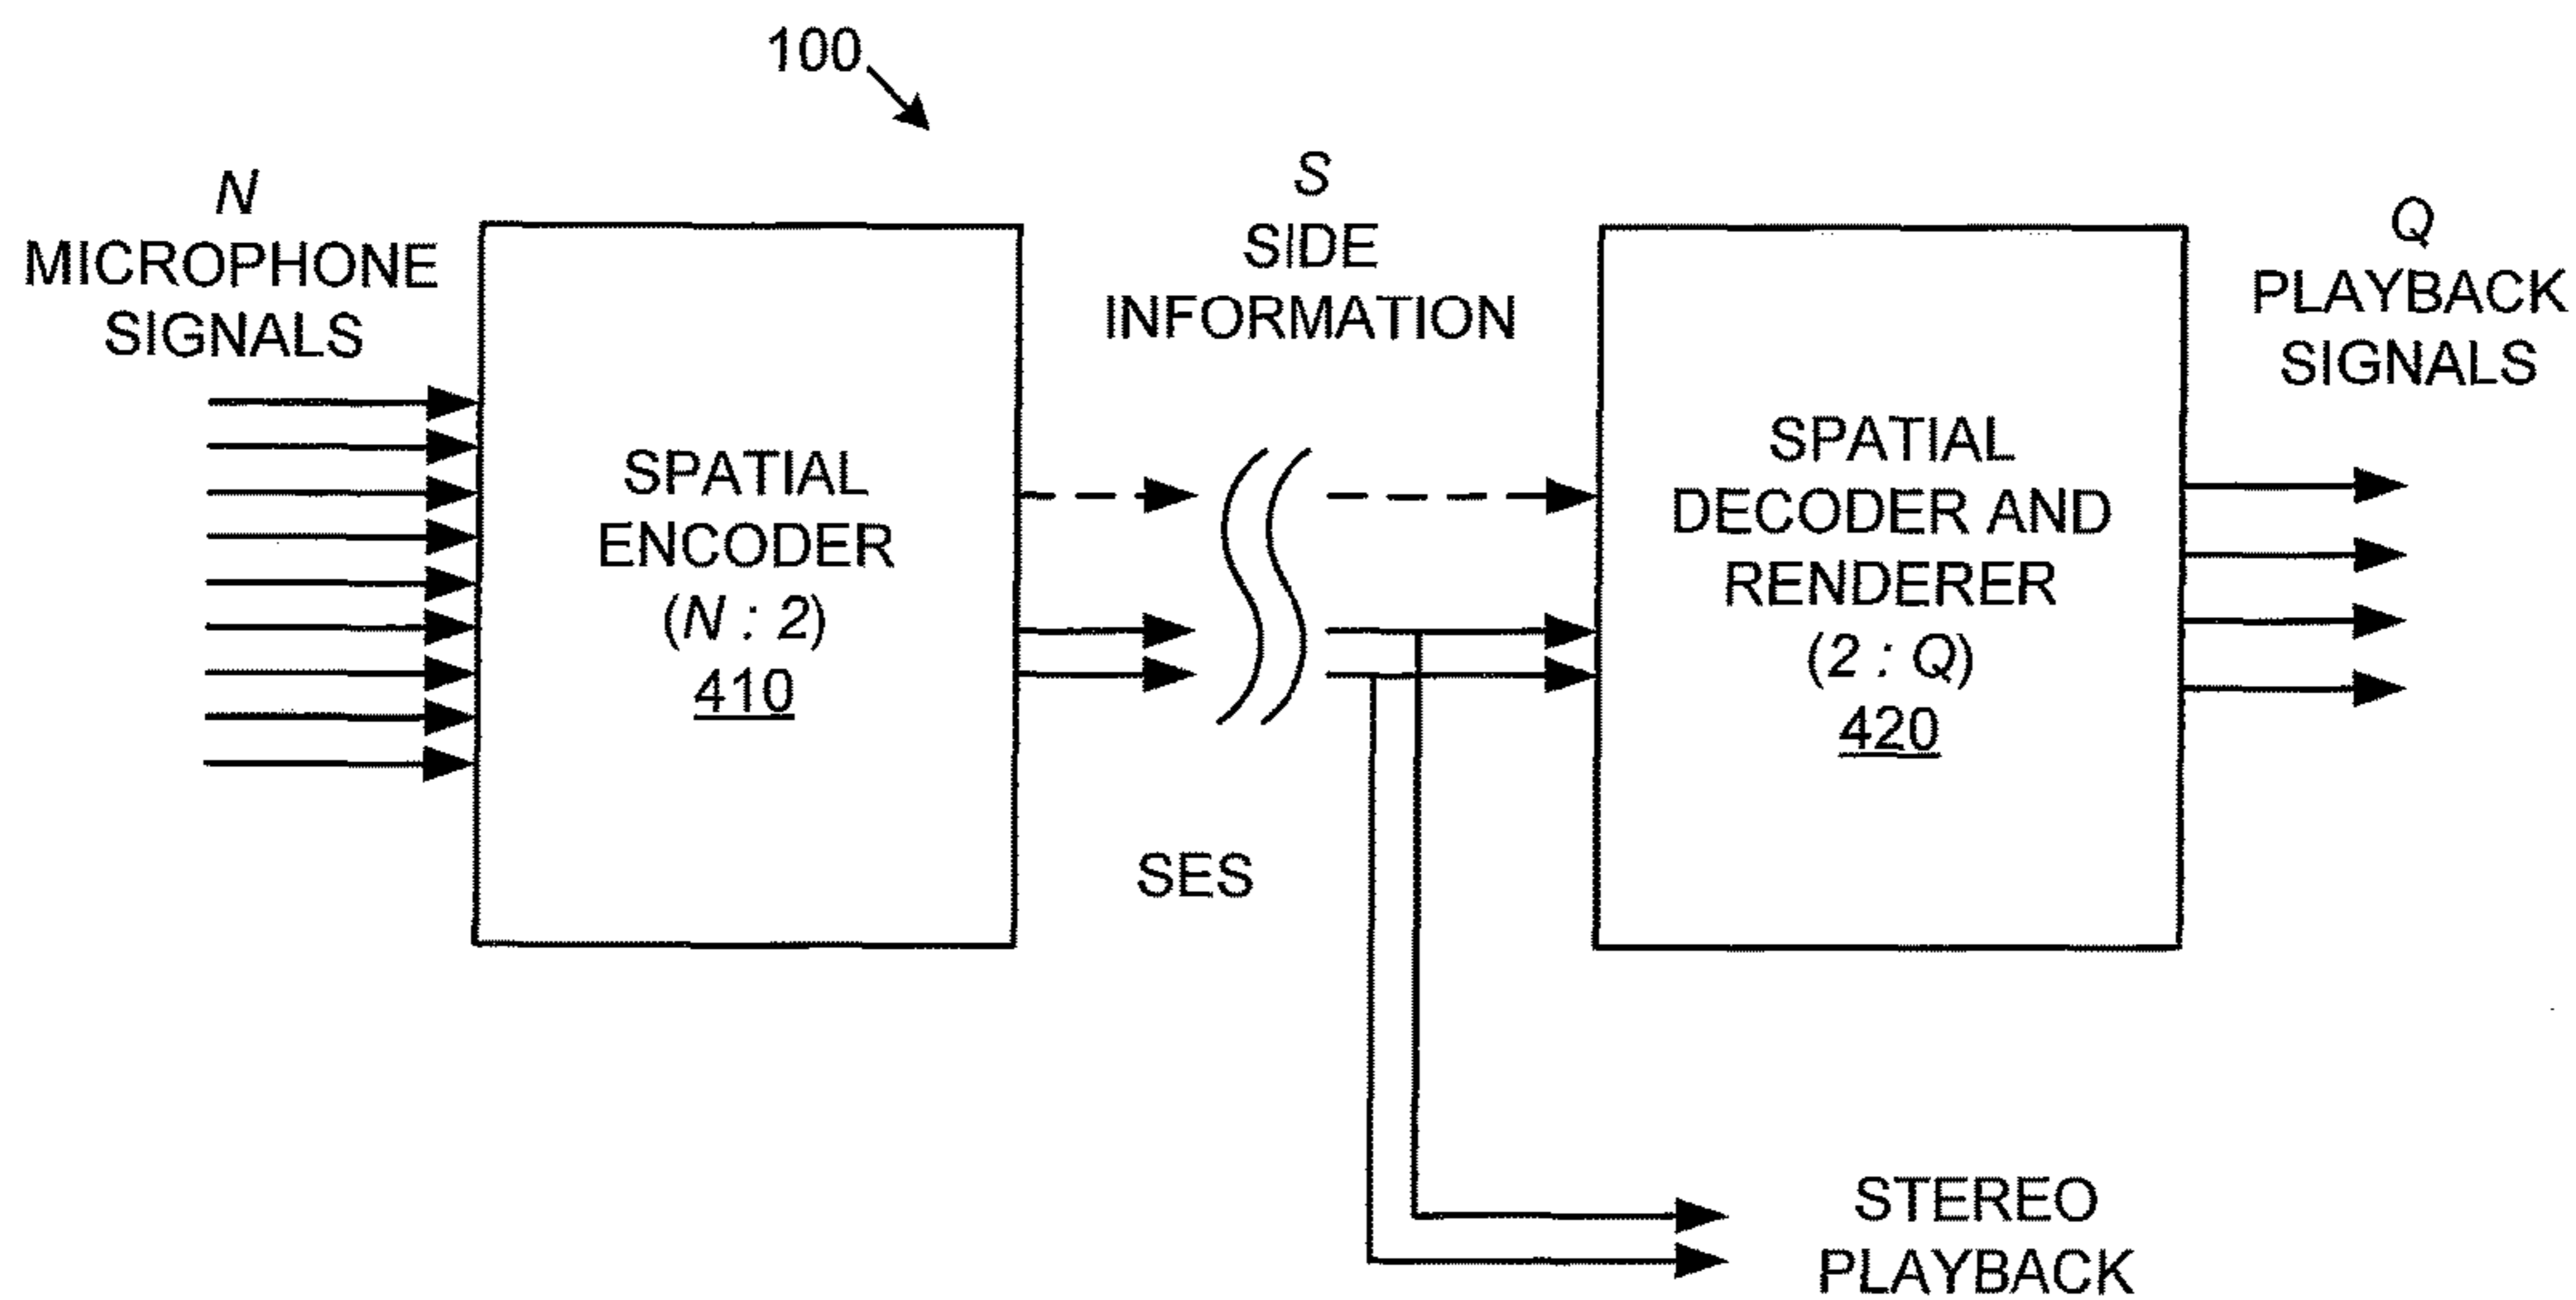 100
N
MICROPHONE
SIGNALS
SPATIAL
ENCODER
(N : 2)
410
S
SIDE
INFORMATION
SES
SPATIAL
DECODER AND
RENDERER
(2 : Q)
420
Q
PLAYBACK
SIGNALS
STEREO
PLAYBACK